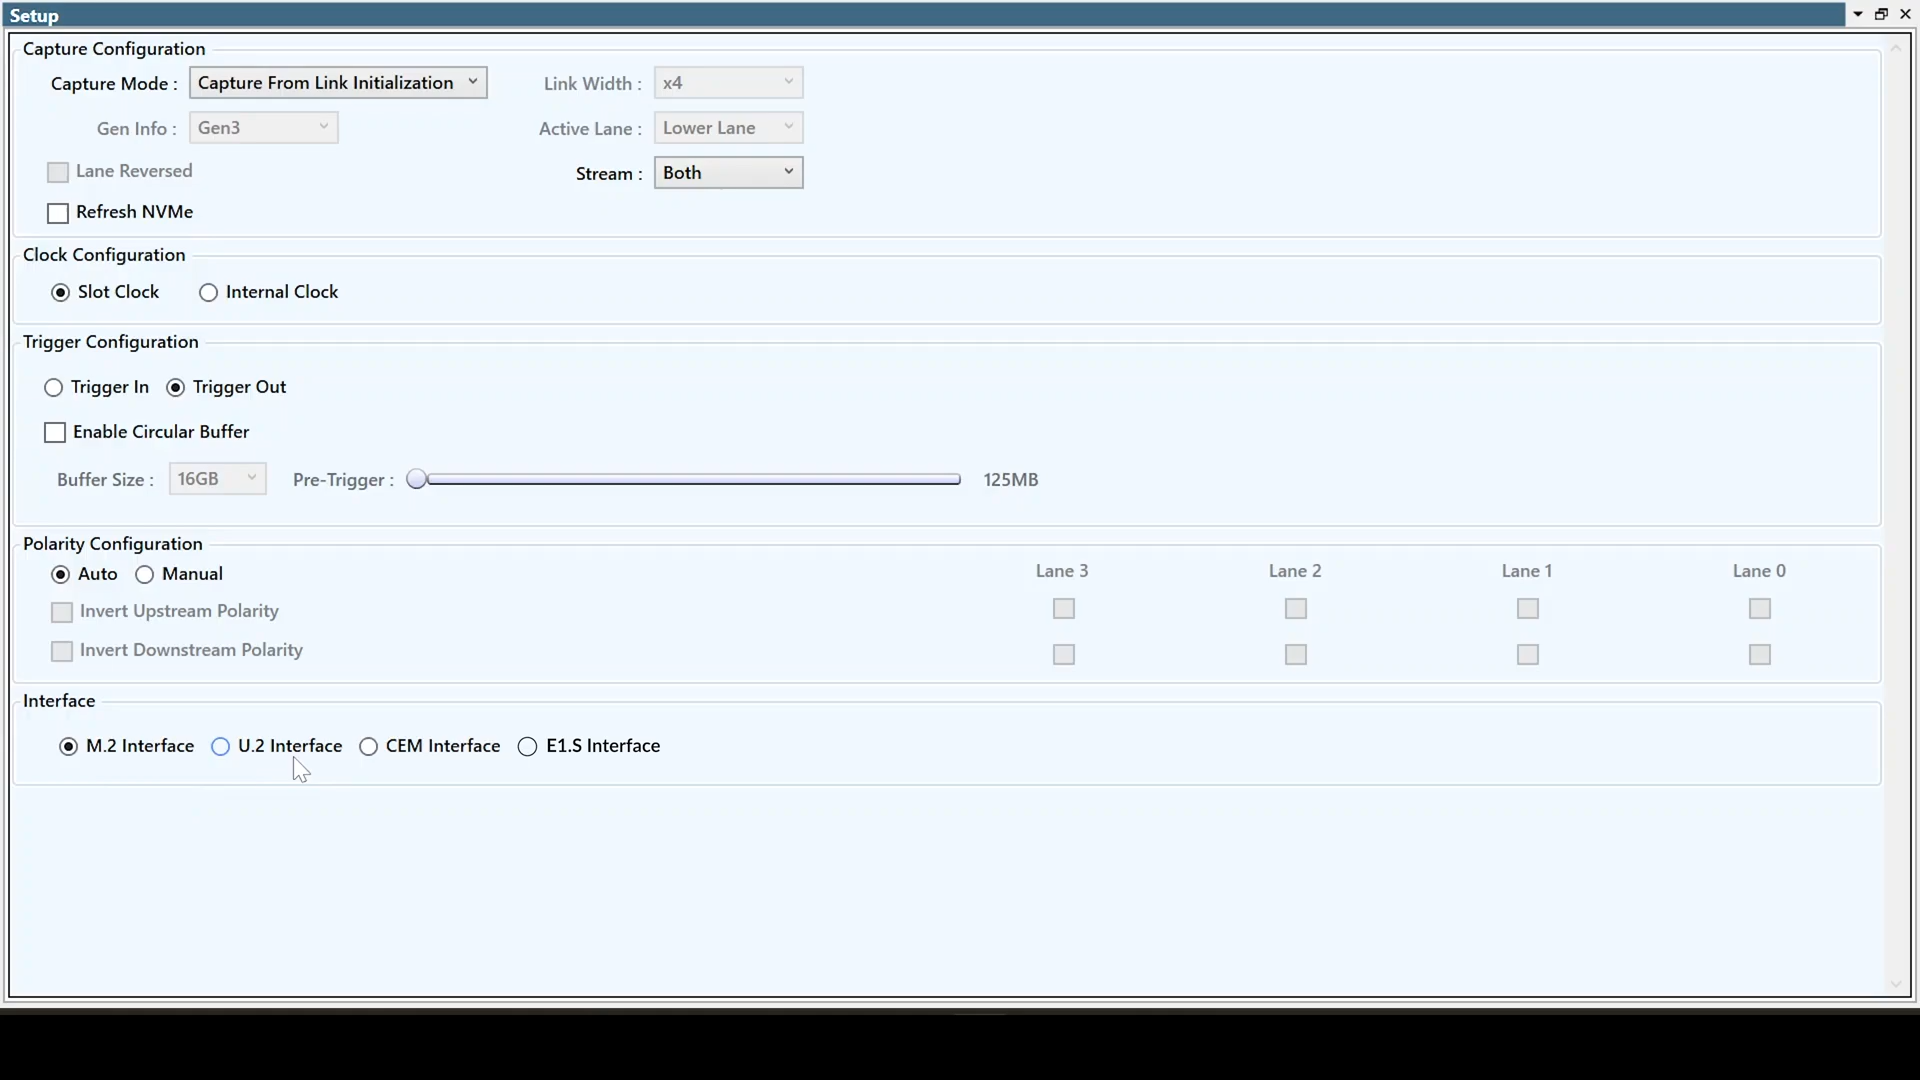 Setup
Capture Configuration
Capture Mode : Capture From Link Initialization Link Width : x4
Gen Info : Gen3 Active Lane : Lower Lane
Lane Reversed Stream : Both
Refresh NVMe
Clock Configuration
Slot Clock Internal Clock
Trigger Configuration
Trigger In Trigger Out
Enable Circular Buffer
Buffer Size : 16GB Pre-Trigger : 125MB
Polarity Configuration
Auto Manual Lane 3 Lane 2 Lane 1 Lane 0
Invert Upstream Polarity
Invert Downstream Polarity
Interface
M.2 Interface U.2 Interface CEM Interface E1.S Interface